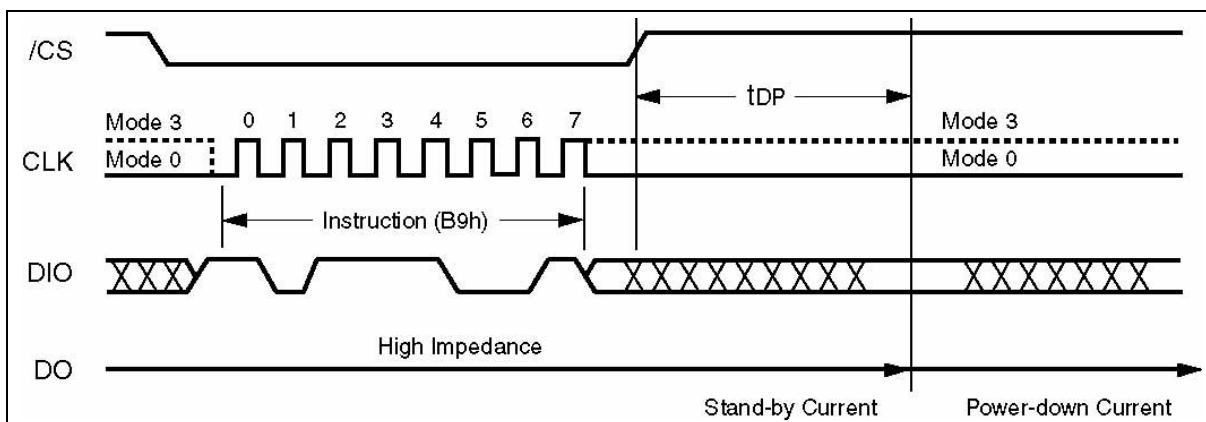 /CS
tDP
Mode 3 0 1 2 3 4 5 6 7 Mode 3
CLK Mode 0 Mode 0
Instruction (B9h)
DIO
High Impedance
DO
Stand-by Current Power-down Current